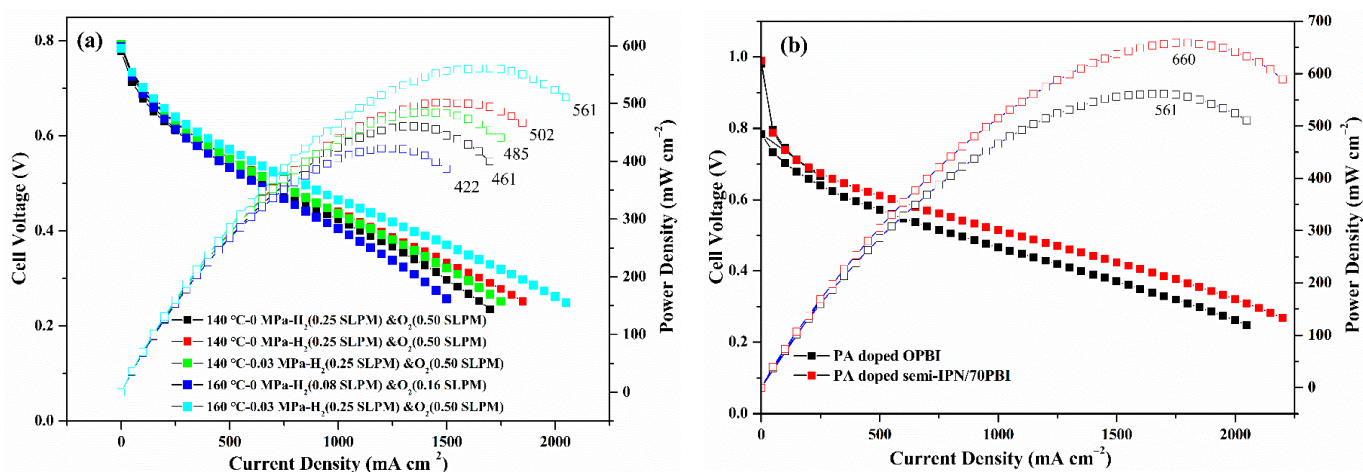 (a)
Cell Voltage (V)
0.8
0.6
0.4
0.2
0.0
600
500
400
300
200
100
0
Power Density (mW cm⁻²)
561
502
485
461
422
140 °C-0 MPa-H₂(0.25 SLPM) &O₂(0.50 SLPM)
140 °C-0 MPa-H₂(0.25 SLPM) &O₂(0.50 SLPM)
140 °C-0.03 MPa-H₂(0.25 SLPM) &O₂(0.50 SLPM)
160 °C-0 MPa-H₂(0.08 SLPM) &O₂(0.16 SLPM)
160 °C-0.03 MPa-H₂(0.25 SLPM) &O₂(0.50 SLPM)
0 500 1000 1500 2000
Current Density (mA cm⁻²)
(b)
Cell Voltage (V)
1.0
0.8
0.6
0.4
0.2
0.0
700
600
500
400
300
200
100
0
Power Density (mW cm⁻²)
660
561
PA doped OPBI
PA doped semi-IPN/70PBI
0 500 1000 1500 2000
Current Density (mA cm⁻²)